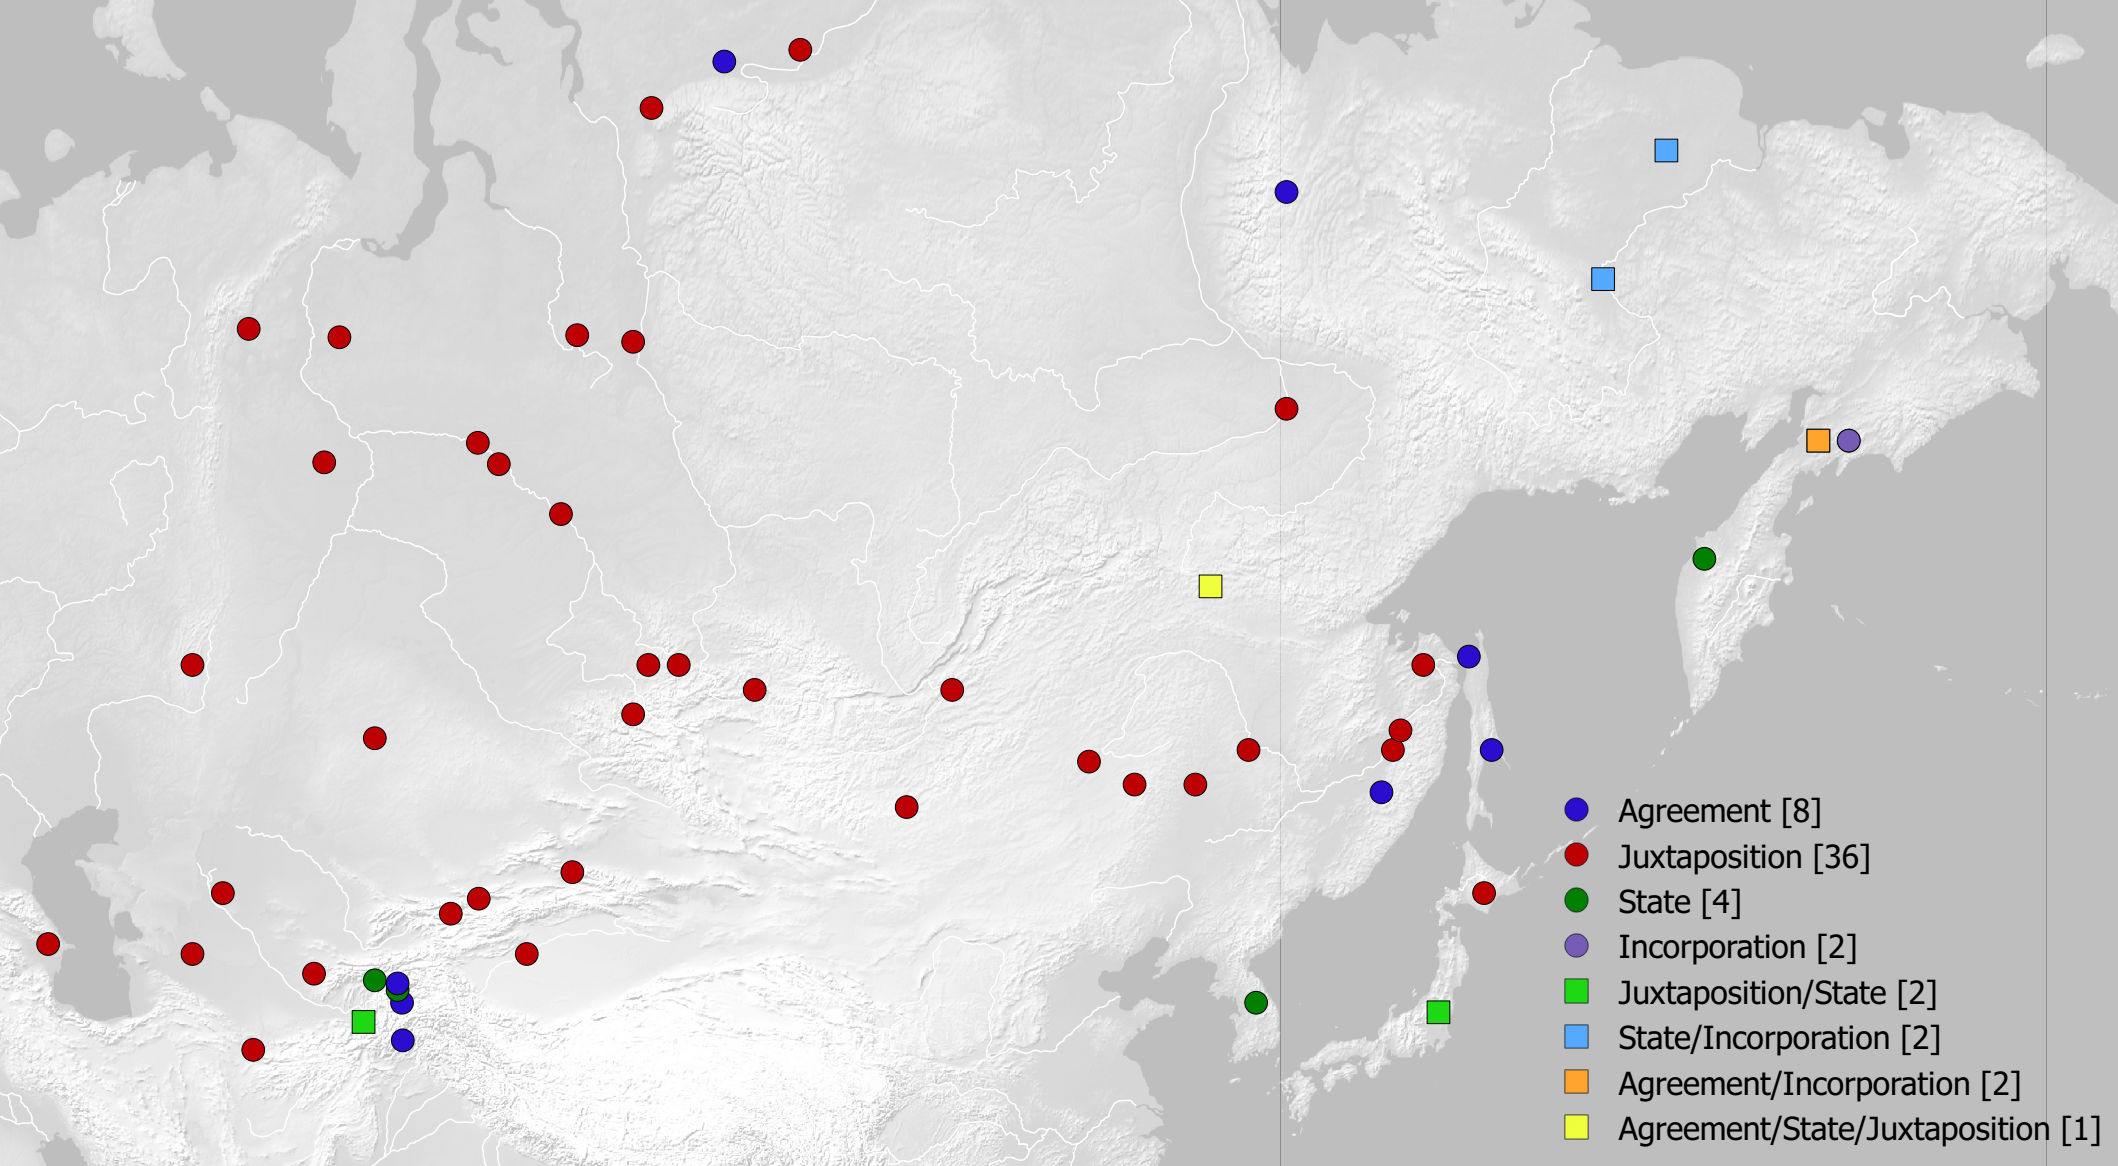 Agreement [8]
Juxtaposition [36]
State [4]
Incorporation [2]
Juxtaposition/State [2]
State/Incorporation [2]
Agreement/Incorporation [2]
Agreement/State/Juxtaposition [1]